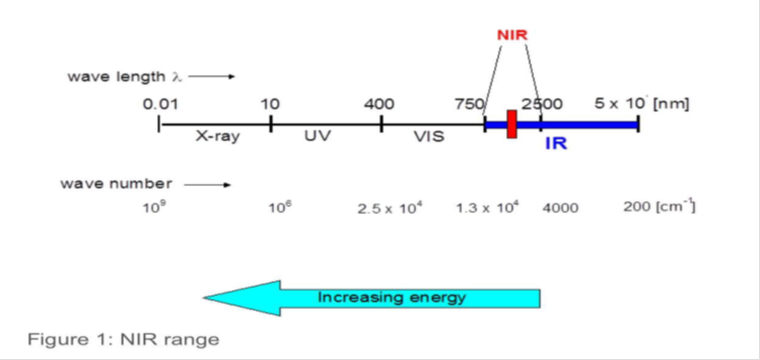 NIR
wave length λ
0.01 10 400 750 2500 5 x 10 [nm]
X-ray UV VIS IR
wave number
10⁹ 10⁶ 2.5 x 10⁴ 1.3 x 10⁴ 4000 200 [cm⁻¹]
Increasing energy
Figure 1: NIR range